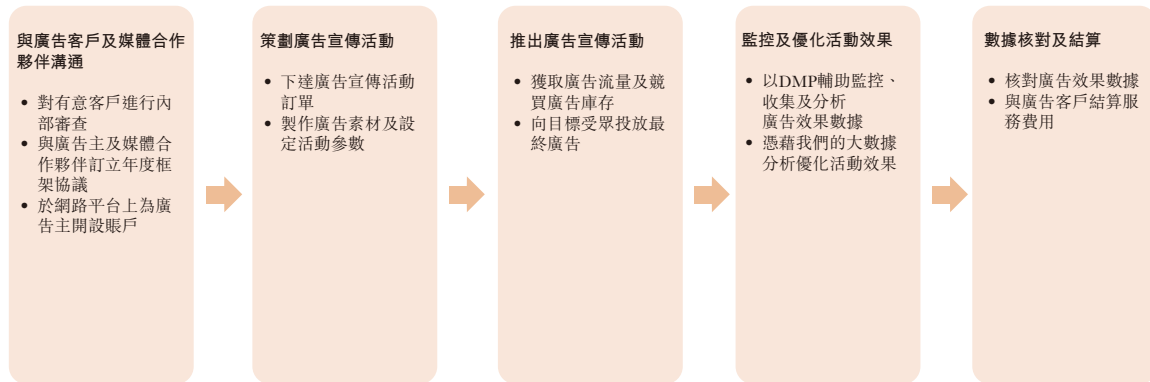 與廣告客戶及媒體合作
夥伴溝通
• 對有意客戶進行內
部審查
• 與廣告主及媒體合
作夥伴訂立年度框
架協議
• 於網路平台上為廣
告主開設賬戶
策劃廣告宣傳活動
• 下達廣告宣傳活動
訂單
• 製作廣告素材及設
定活動參數
推出廣告宣傳活動
• 獲取廣告流量及競
買廣告庫存
• 向目標受眾投放最
終廣告
監控及優化活動效果
• 以DMP輔助監控、
收集及分析
廣告效果數據
• 憑藉我們的大數據
分析優化活動效果
數據核對及結算
• 核對廣告效果數據
• 與廣告客戶結算服
務費用